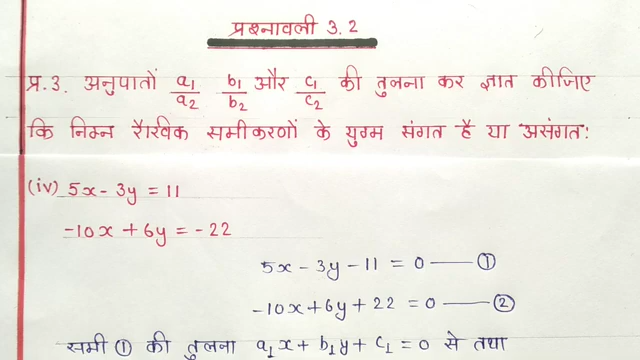 प्रश्नावली 3.2
प्र.3. अनुपातों a₁/a₂ b₁/b₂ और c₁/c₂ की तुलना कर ज्ञात कीजिए
कि निम्न रैखिक समीकरणों के युग्म संगत है या असंगत:
(iv) 5x - 3y = 11
-10x + 6y = - 22
5x - 3y - 11 = 0 — ①
-10x + 6y + 22 = 0 — ②
समी ① की तुलना a₁x + b₁y + c₁ = 0 से तथा